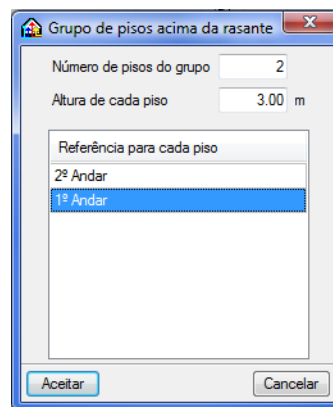 Grupo de pisos acima da rasante
Número de pisos do grupo 2
Altura de cada piso 3.00 m
Referência para cada piso
2º Andar
1º Andar
Aceitar Cancelar